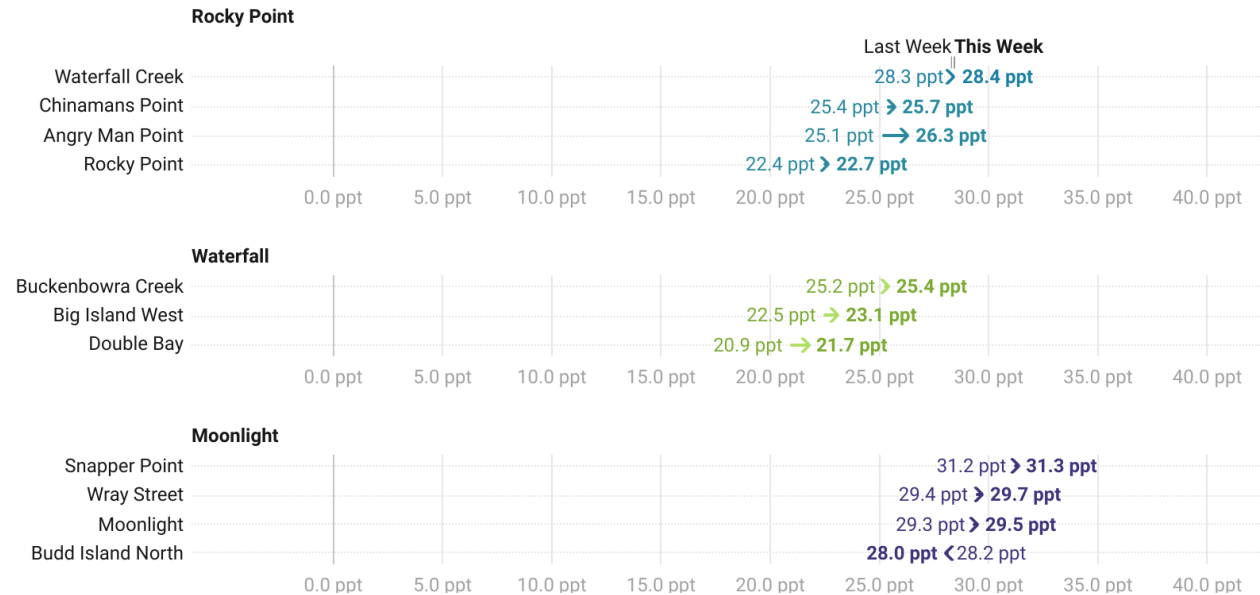 Rocky Point
Last Week This Week
Waterfall Creek 28.3 ppt 28.4 ppt
Chinamans Point 25.4 ppt 25.7 ppt
Angry Man Point 25.1 ppt 26.3 ppt
Rocky Point 22.4 ppt 22.7 ppt
0.0 ppt 5.0 ppt 10.0 ppt 15.0 ppt 20.0 ppt 25.0 ppt 30.0 ppt 35.0 ppt 40.0 ppt
Waterfall
Buckenbowra Creek 25.2 ppt 25.4 ppt
Big Island West 22.5 ppt 23.1 ppt
Double Bay 20.9 ppt 21.7 ppt
0.0 ppt 5.0 ppt 10.0 ppt 15.0 ppt 20.0 ppt 25.0 ppt 30.0 ppt 35.0 ppt 40.0 ppt
Moonlight
Snapper Point 31.2 ppt 31.3 ppt
Wray Street 29.4 ppt 29.7 ppt
Moonlight 29.3 ppt 29.5 ppt
Budd Island North 28.0 ppt 28.2 ppt
0.0 ppt 5.0 ppt 10.0 ppt 15.0 ppt 20.0 ppt 25.0 ppt 30.0 ppt 35.0 ppt 40.0 ppt